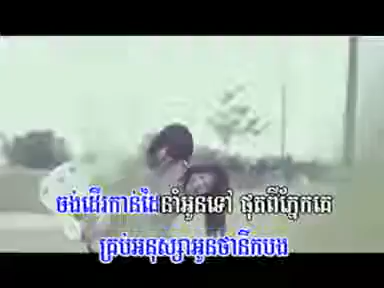 ចង់ដើរកាន់ដៃនាំអូនទៅ ផុតពីភ្នែកគេ
គ្រប់អនុស្សាអូនថានឹកបង